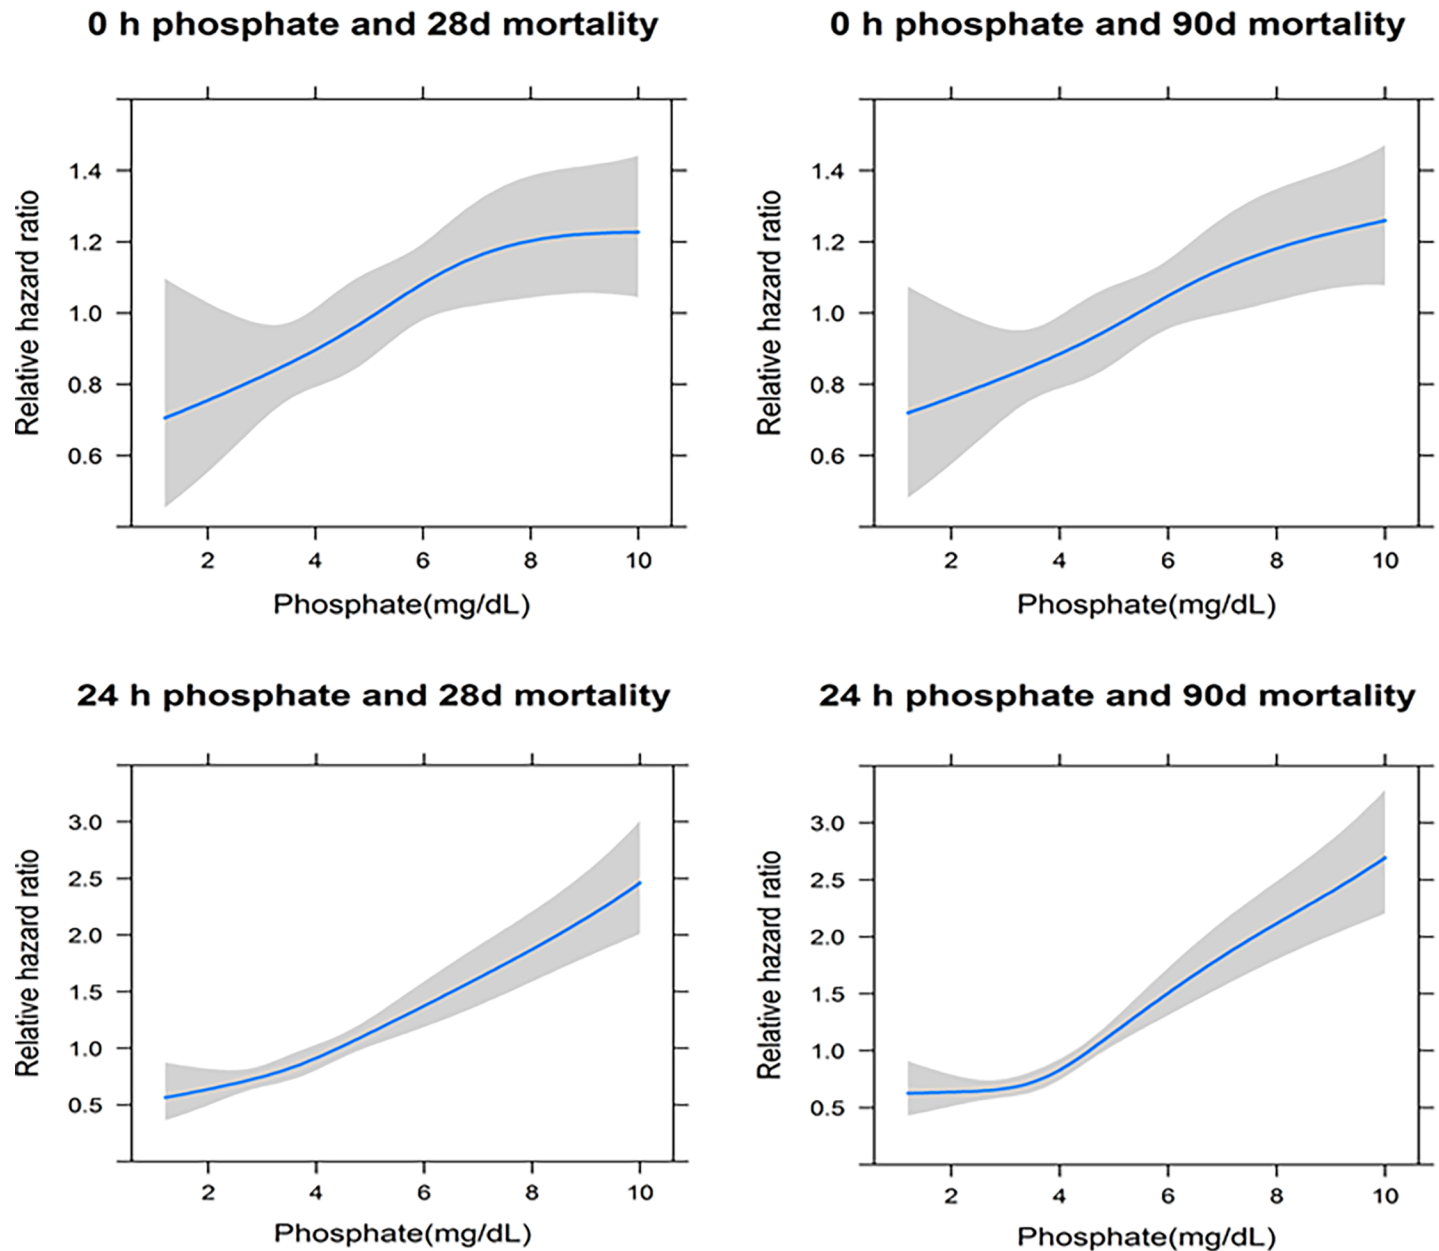 0 h phosphate and 28d mortality
Relative hazard ratio
1.4
1.2
1.0
0.8
0.6
2 4 6 8 10
Phosphate(mg/dL)
0 h phosphate and 90d mortality
Relative hazard ratio
1.4
1.2
1.0
0.8
0.6
2 4 6 8 10
Phosphate(mg/dL)
24 h phosphate and 28d mortality
Relative hazard ratio
3.0
2.5
2.0
1.5
1.0
0.5
2 4 6 8 10
Phosphate(mg/dL)
24 h phosphate and 90d mortality
Relative hazard ratio
3.0
2.5
2.0
1.5
1.0
0.5
2 4 6 8 10
Phosphate(mg/dL)